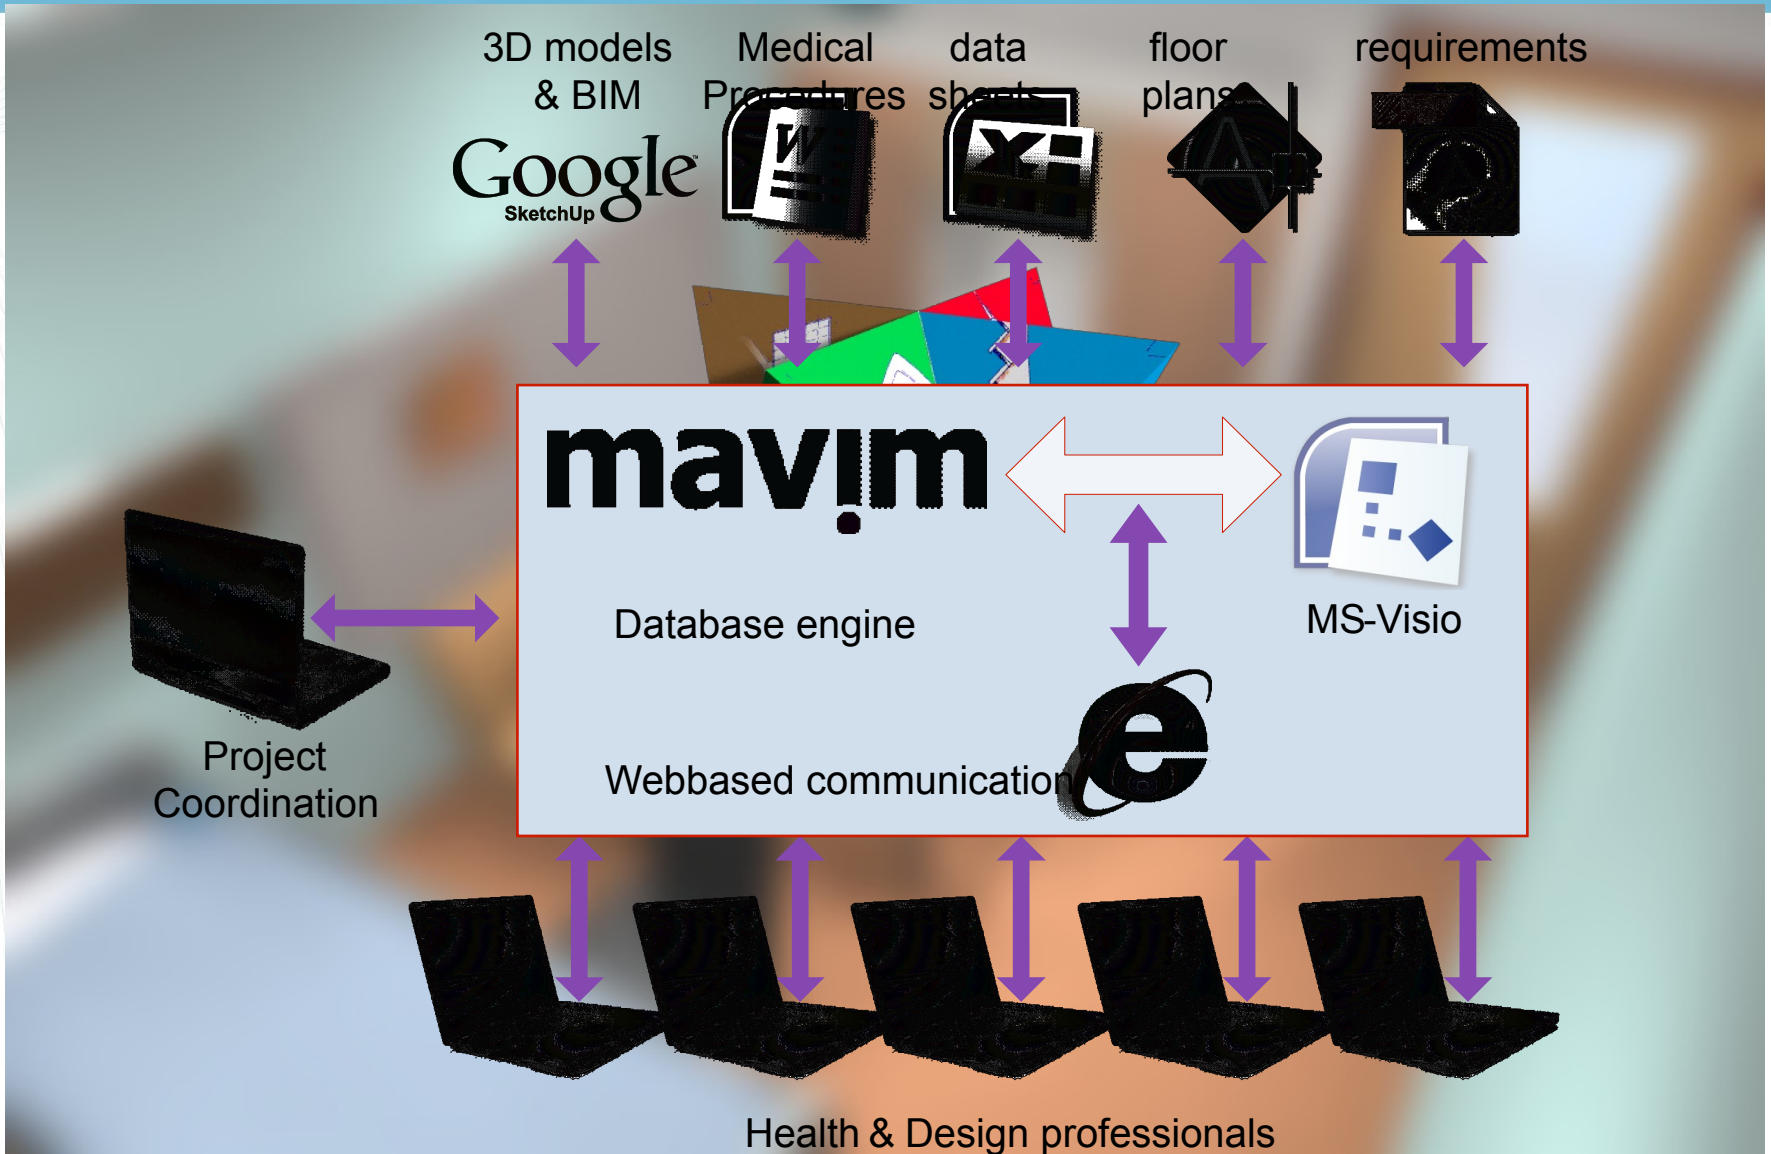 3D models
& BIM
Medical
Procedures
data
sheets
floor
plans
requirements
Google
SketchUp
W
X
A
mavim
Database engine
MS-Visio
Webbased communication
e
Project
Coordination
Health & Design professionals